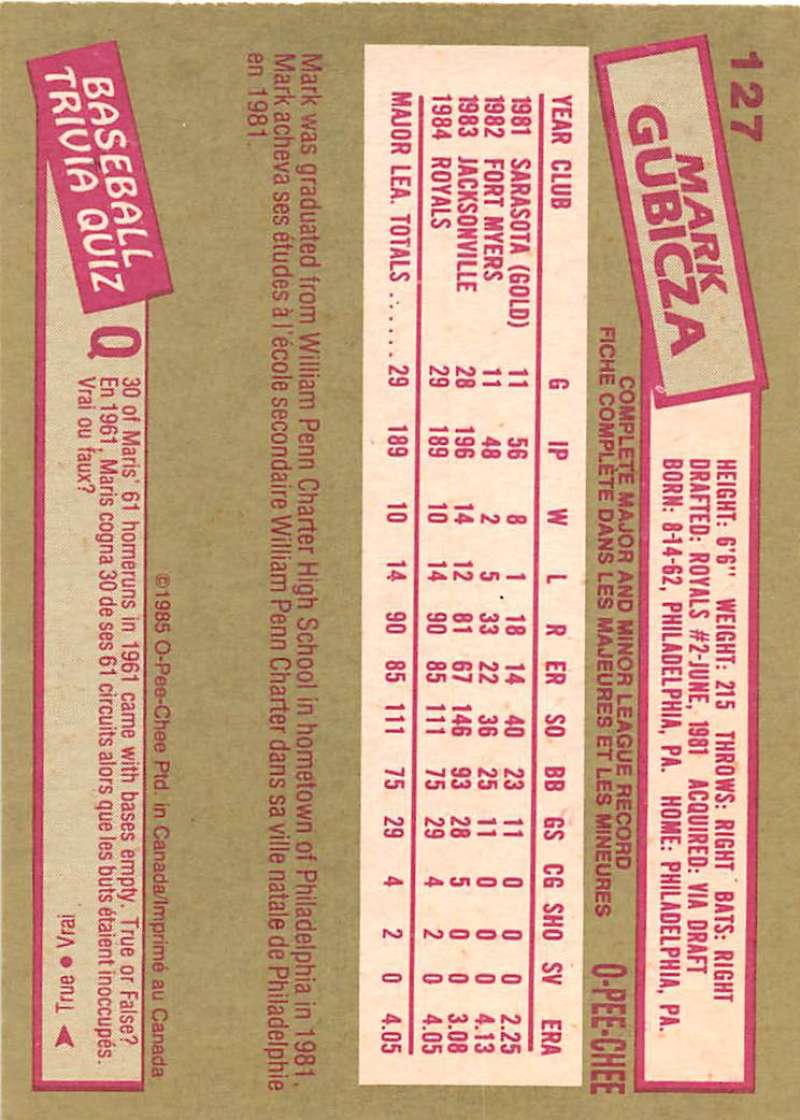 127
MARK
GUBICZA
HEIGHT: 6'6" WEIGHT: 215 THROWS: RIGHT BATS: RIGHT
DRAFTED: ROYALS #2-JUNE, 1981 ACQUIRED: VIA DRAFT
BORN: 8-14-62, PHILADELPHIA, PA. HOME: PHILADELPHIA, PA.
COMPLETE MAJOR AND MINOR LEAGUE RECORD
FICHE COMPLÈTE DANS LES MAJEURES ET LES MINEURES
O-PEE-CHEE
YEAR CLUB G IP W L R ER SO BB GS CG SHO SV ERA
1981 SARASOTA (GOLD) 11 56 8 1 18 14 40 23 11 0 0 0 2.25
1982 FORT MYERS 11 48 2 5 33 22 36 25 11 0 0 0 4.13
1983 JACKSONVILLE 28 196 14 12 81 67 146 93 28 5 0 0 3.08
1984 ROYALS 29 189 10 14 90 85 111 75 29 4 2 0 4.05
MAJOR LEA. TOTALS ...... 29 189 10 14 90 85 111 75 29 4 2 0 4.05
Mark was graduated from William Penn Charter High School in hometown of Philadelphia in 1981.
Mark acheva ses études à l'école secondaire William Penn Charter dans sa ville natale de Philadelphie
en 1981.
©1985 O-Pee-Chee Ptd. in Canada/Imprimé au Canada
BASEBALL
TRIVIA QUIZ
Q
30 of Maris' 61 homeruns in 1961 came with bases empty. True or False?
En 1961, Maris cogna 30 de ses 61 circuits alors que les buts étaient inoccupés.
Vrai ou faux?
True
Vrai